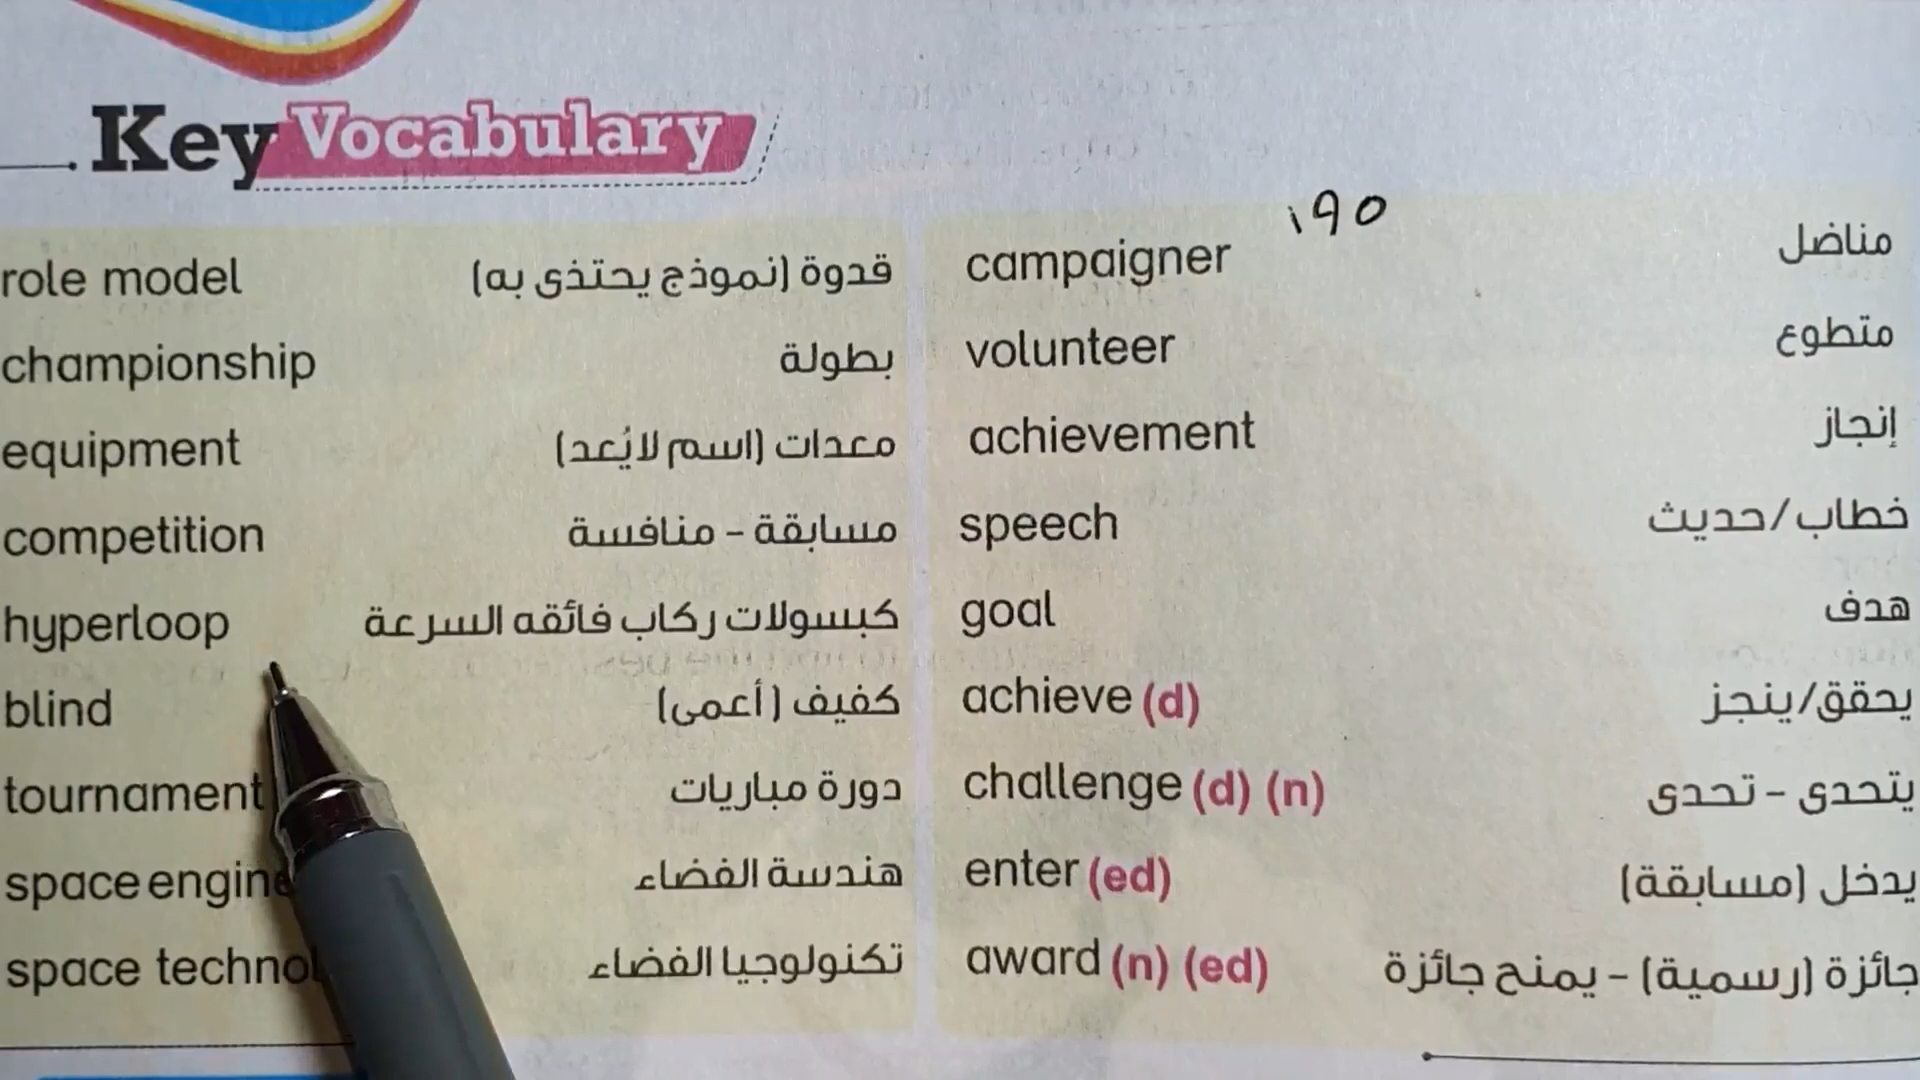 Key Vocabulary
role model قدوة (نموذج يحتذى به)
championship بطولة
equipment معدات (اسم لا يُعد)
competition مسابقة - منافسة
hyperloop كبسولات ركاب فائقه السرعة
blind كفيف (أعمى)
tournament دورة مباريات
space هندسة الفضاء
space تكنولوجيا الفضاء
190
campaigner مناضل
volunteer متطوع
achievement إنجاز
speech خطاب/حديث
goal هدف
achieve (d) يحقق/ينجز
challenge (d) (n) يتحدى - تحدى
enter (ed) يدخل (مسابقة)
award (n) (ed) جائزة (رسمية) - يمنح جائزة